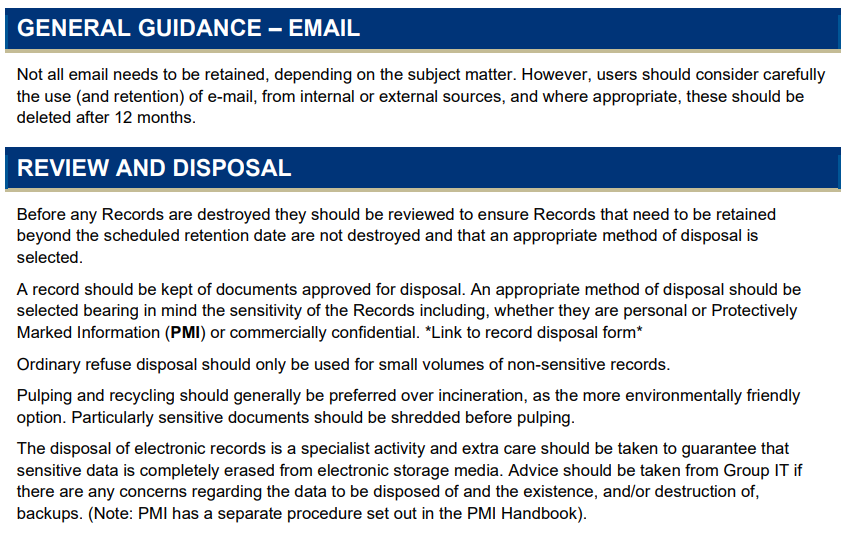 GENERAL GUIDANCE – EMAIL
Not all email needs to be retained, depending on the subject matter. However, users should consider carefully
the use (and retention) of e-mail, from internal or external sources, and where appropriate, these should be
deleted after 12 months.
REVIEW AND DISPOSAL
Before any Records are destroyed they should be reviewed to ensure Records that need to be retained
beyond the scheduled retention date are not destroyed and that an appropriate method of disposal is
selected.
A record should be kept of documents approved for disposal. An appropriate method of disposal should be
selected bearing in mind the sensitivity of the Records including, whether they are personal or Protectively
Marked Information (PMI) or commercially confidential. *Link to record disposal form*
Ordinary refuse disposal should only be used for small volumes of non-sensitive records.
Pulping and recycling should generally be preferred over incineration, as the more environmentally friendly
option. Particularly sensitive documents should be shredded before pulping.
The disposal of electronic records is a specialist activity and extra care should be taken to guarantee that
sensitive data is completely erased from electronic storage media. Advice should be taken from Group IT if
there are any concerns regarding the data to be disposed of and the existence, and/or destruction of,
backups. (Note: PMI has a separate procedure set out in the PMI Handbook).